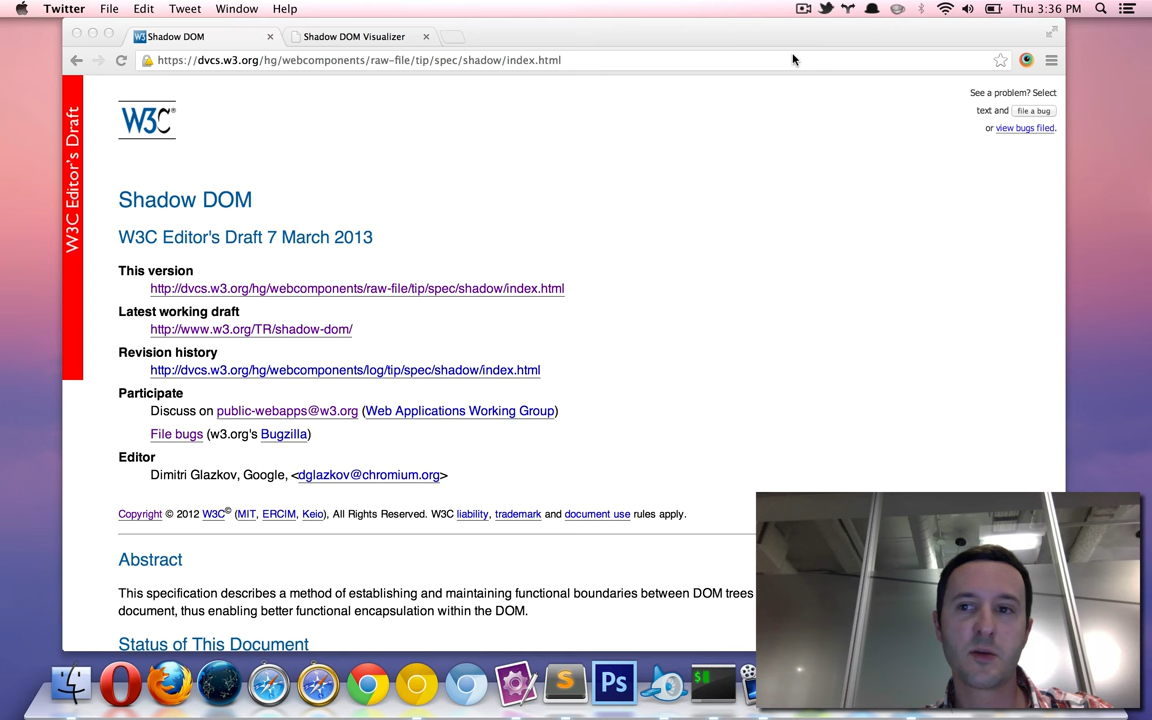 Twitter File Edit Tweet Window Help Thu 3:36 PM
Shadow DOM Shadow DOM Visualizer
https://dvcs.w3.org/hg/webcomponents/raw-file/tip/spec/shadow/index.html
W3C Editor's Draft
W3C®
See a problem? Select
text and file a bug
or view bugs filed.
Shadow DOM
W3C Editor's Draft 7 March 2013
This version
http://dvcs.w3.org/hg/webcomponents/raw-file/tip/spec/shadow/index.html
Latest working draft
http://www.w3.org/TR/shadow-dom/
Revision history
http://dvcs.w3.org/hg/webcomponents/log/tip/spec/shadow/index.html
Participate
Discuss on public-webapps@w3.org (Web Applications Working Group)
File bugs (w3.org's Bugzilla)
Editor
Dimitri Glazkov, Google, <dglazkov@chromium.org>
Copyright © 2012 W3C© (MIT, ERCIM, Keio), All Rights Reserved. W3C liability, trademark and document use rules apply.
Abstract
This specification describes a method of establishing and maintaining functional boundaries between DOM trees
document, thus enabling better functional encapsulation within the DOM.
Status of This Document
S Ps $